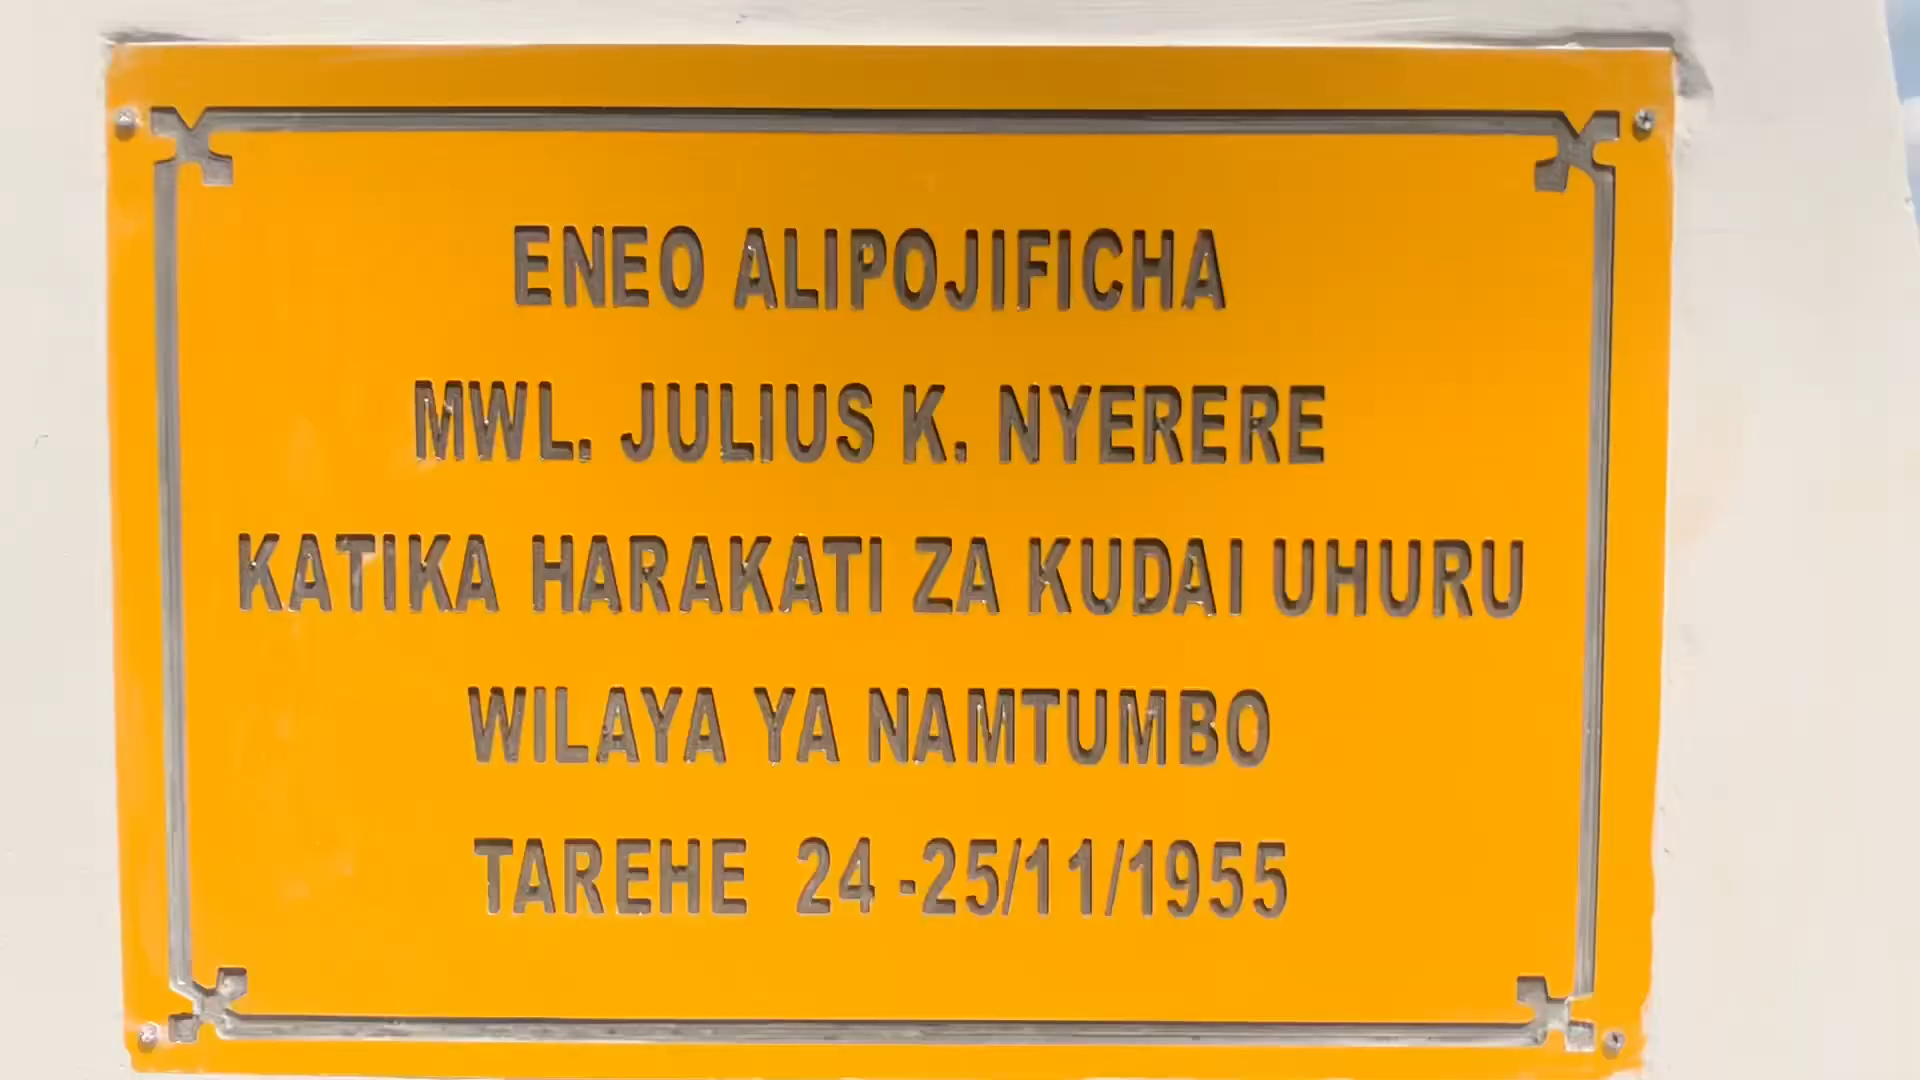 ENEO ALIPOJIFICHA
MWL. JULIUS K. NYERERE
KATIKA HARAKATI ZA KUDAI UHURU
WILAYA YA NAMTUMBO
TAREHE 24 -25/11/1955